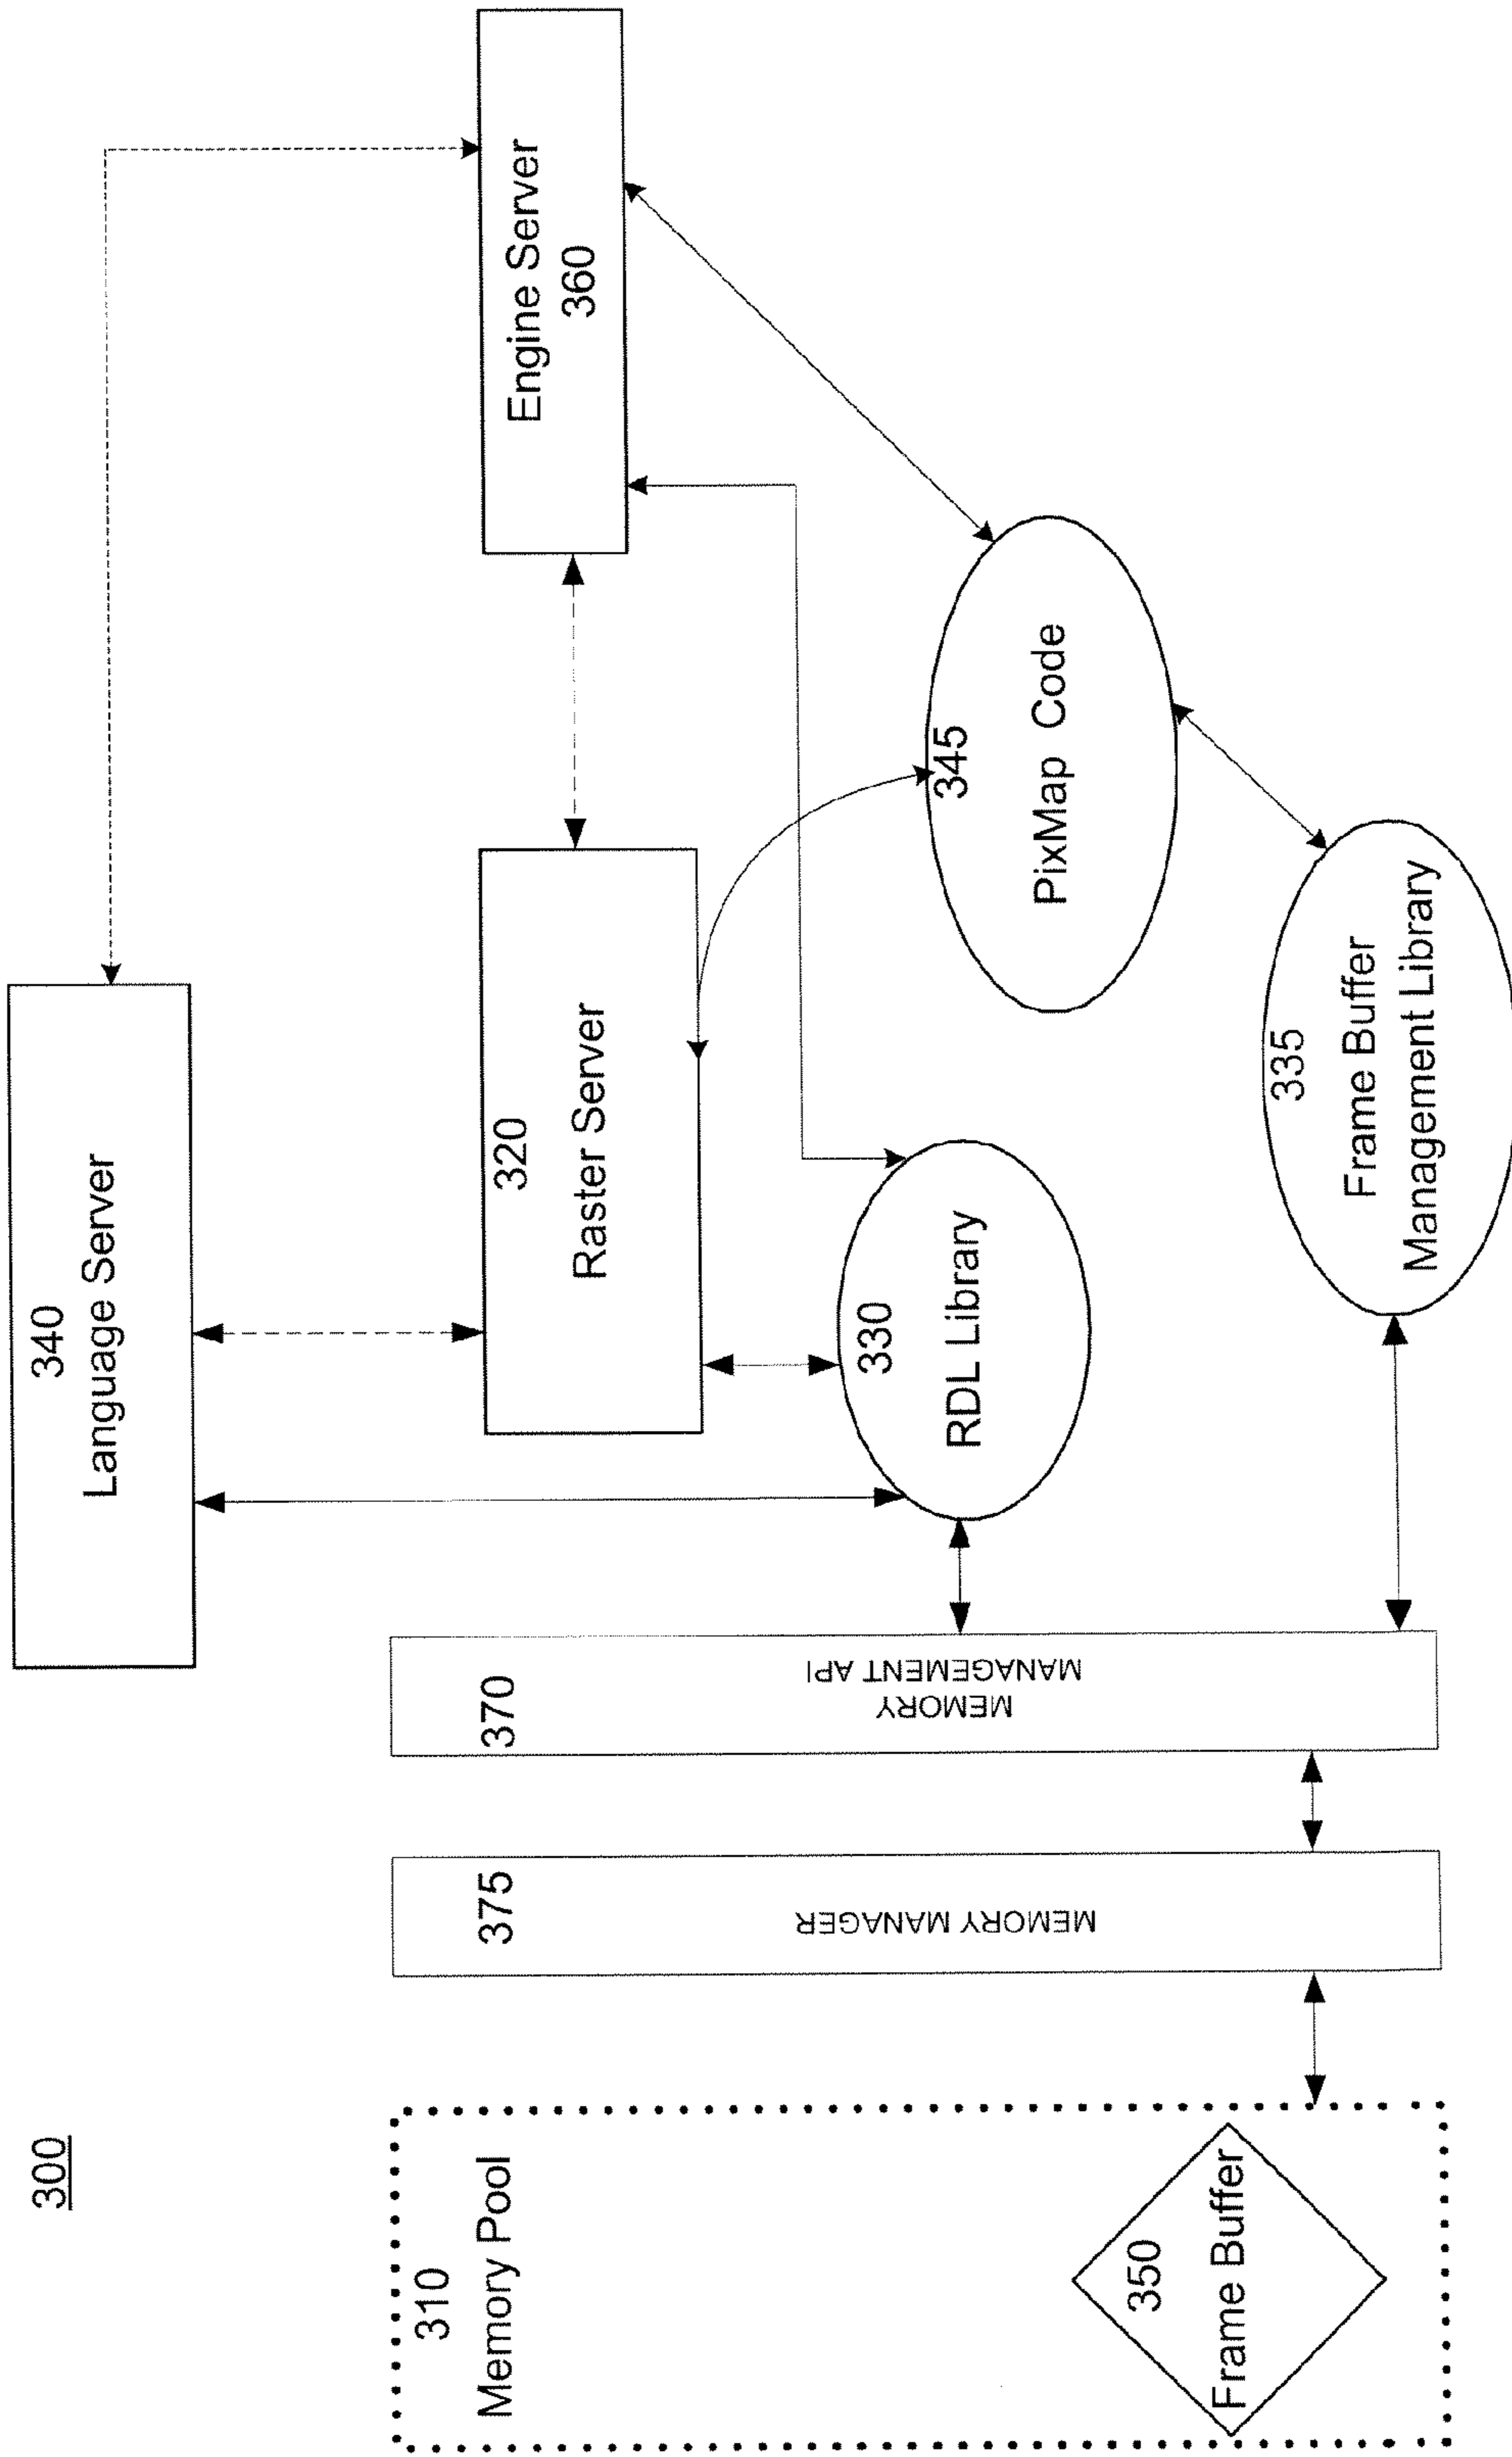 300
340
Language Server
310
Memory Pool
375
MEMORY MANAGER
370
MEMORY
MANAGEMENT API
320
Raster Server
Engine Server
360
330
RDL Library
345
PixMap Code
350
Frame Buffer
335
Frame Buffer
Management Library